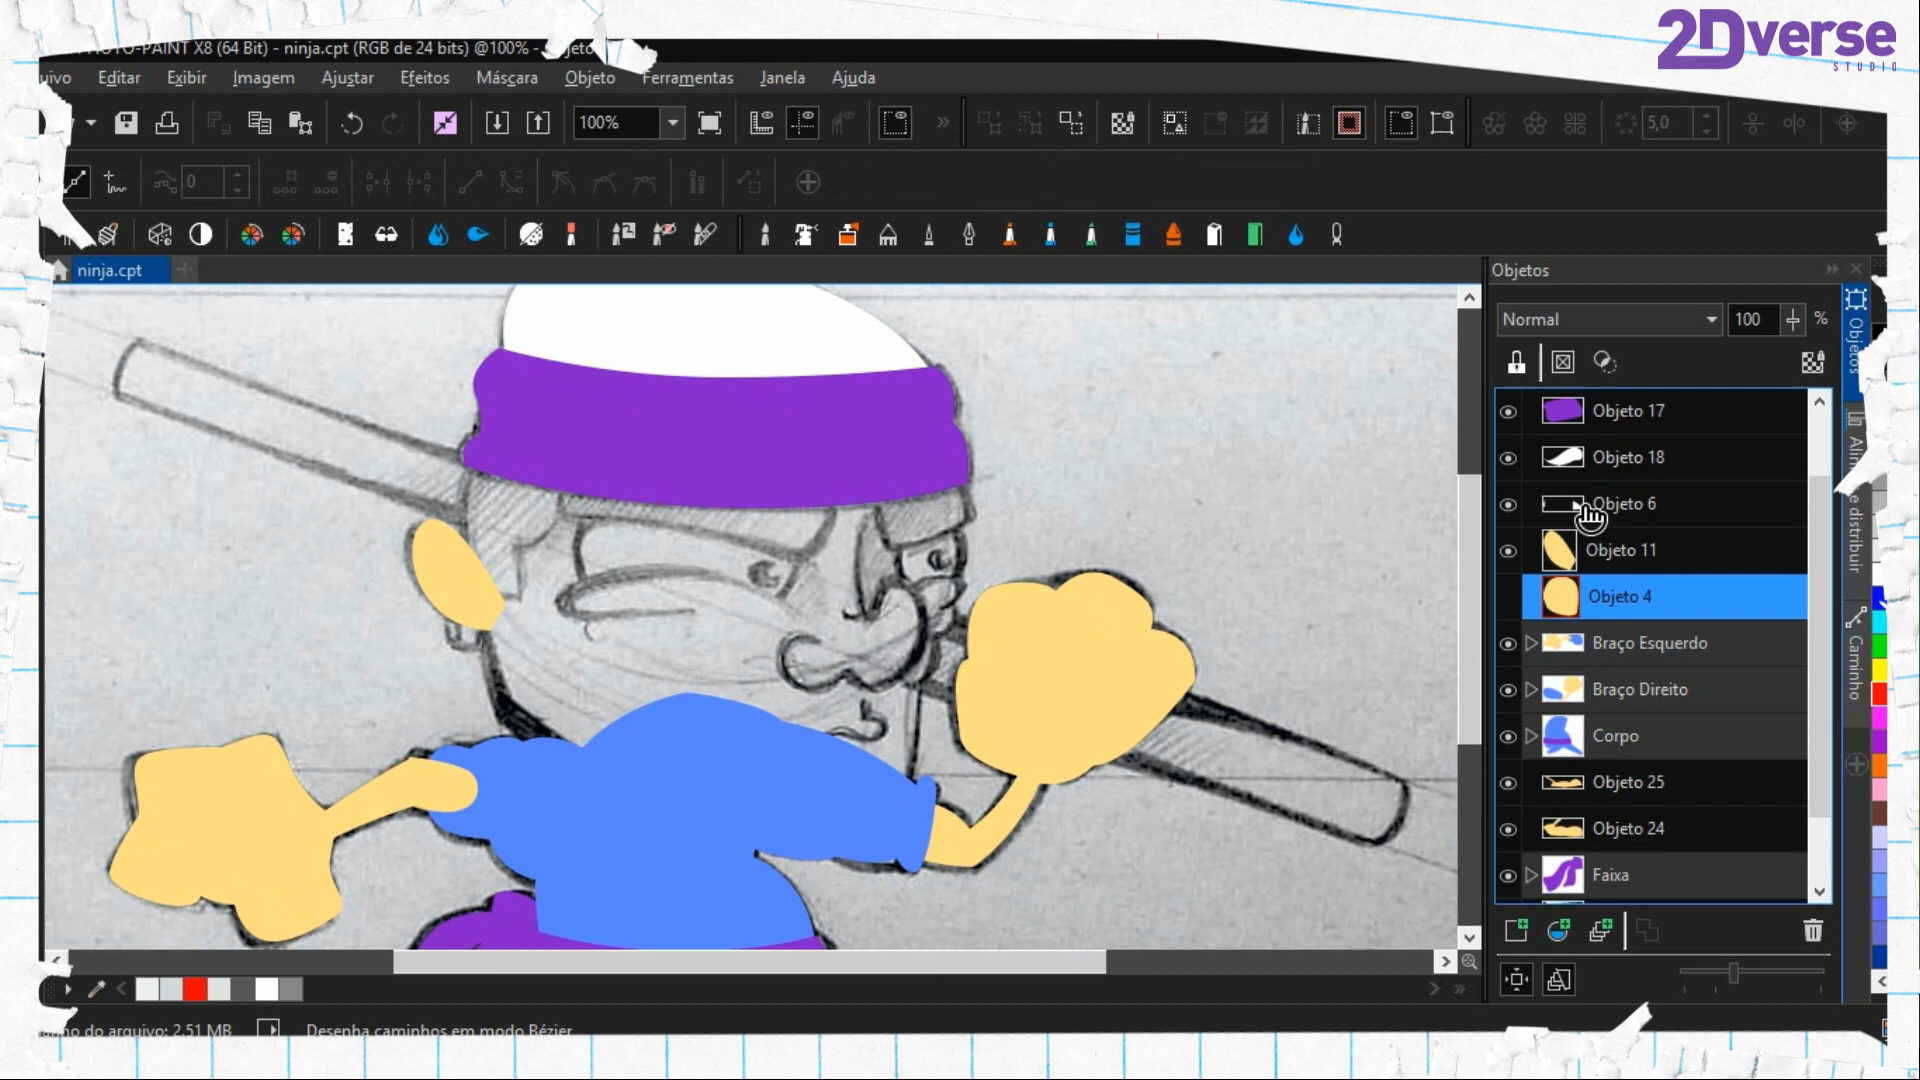 2Dverse
STUDIO
PHOTO-PAINT X8 (64 Bit) - ninja.cpt (RGB de 24 bits) @100% -
Editar Exibir Imagem Ajustar Efeitos Máscara Objeto Ferramentas Janela Ajuda
100% 5,0
0
ninja.cpt
Objetos
Normal 100 %
Objetos
Objeto 17
Objeto 18
Objeto 6
Objeto 11
Objeto 4
Braço Esquerdo
Braço Direito
Corpo
Objeto 25
Objeto 24
Faixa
distribuir
Caminho
do arquivo: 2,51 MB Desenha caminhos em modo Bézier